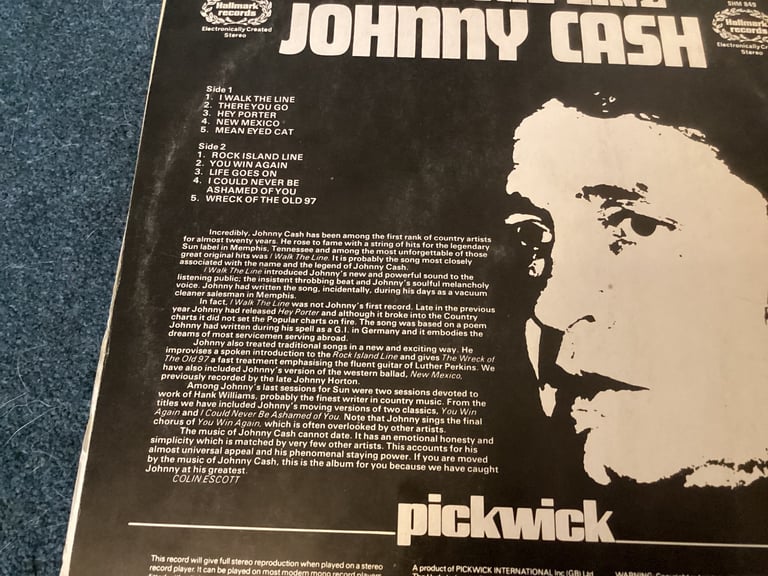 Hallmark
records
Electronically Created
Stereo
JOHNNY CASH
SHM 849
Hallmark
records
Electronically Cre
Stereo
Side 1
1. I WALK THE LINE
2. THERE YOU GO
3. HEY PORTER
4. NEW MEXICO
5. MEAN EYED CAT
Side 2
1. ROCK ISLAND LINE
2. YOU WIN AGAIN
3. LIFE GOES ON
4. I COULD NEVER BE
ASHAMED OF YOU
5. WRECK OF THE OLD 97
Incredibly, Johnny Cash has been among the first rank of country artists
for almost twenty years. He rose to fame with a string of hits for the legendary
Sun label in Memphis, Tennessee and among the most unforgettable of those
great original hits was I Walk The Line. It is probably the song most closely
associated with the name and the legend of Johnny Cash.
I Walk The Line introduced Johnny's new and powerful sound to the
listening public; the insistent throbbing beat and Johnny's soulful melancholy
voice. Johnny had written the song, incidentally, during his days as a vacuum
cleaner salesman in Memphis.
In fact, I Walk The Line was not Johnny's first record. Late in the previous
year Johnny had released Hey Porter and although it broke into the Country
charts it did not set the Popular charts on fire. The song was based on a poem
Johnny had written during his spell as a G.I. in Germany and it embodies the
dreams of most servicemen serving abroad.
Johnny also treated traditional songs in a new and exciting way. He
improvises a spoken introduction to the Rock Island Line and gives The Wreck of
The Old 97 a fast treatment emphasising the fluent guitar of Luther Perkins. We
have also included Johnny's version of the western ballad, New Mexico,
previously recorded by the late Johnny Horton.
Among Johnny's last sessions for Sun were two sessions devoted to
work of Hank Williams, probably the finest writer in country music. From the
titles we have included Johnny's moving versions of two classics, You Win
Again and I Could Never Be Ashamed of You. Note that Johnny sings the final
chorus of You Win Again, which is often overlooked by other artists.
The music of Johnny Cash cannot date. It has an emotional honesty and
simplicity which is matched by very few other artists. This accounts for his
almost universal appeal and his phenomenal staying power. If you are moved
by the music of Johnny Cash, this is the album for you because we have caught
Johnny at his greatest.
COLIN ESCOTT
pickwick
This record will give full stereo reproduction when played on a stereo
record player. It can be played on most modern mono record players
A product of PICKWICK INTERNATIONAL Inc (GB) Ltd
WARNING